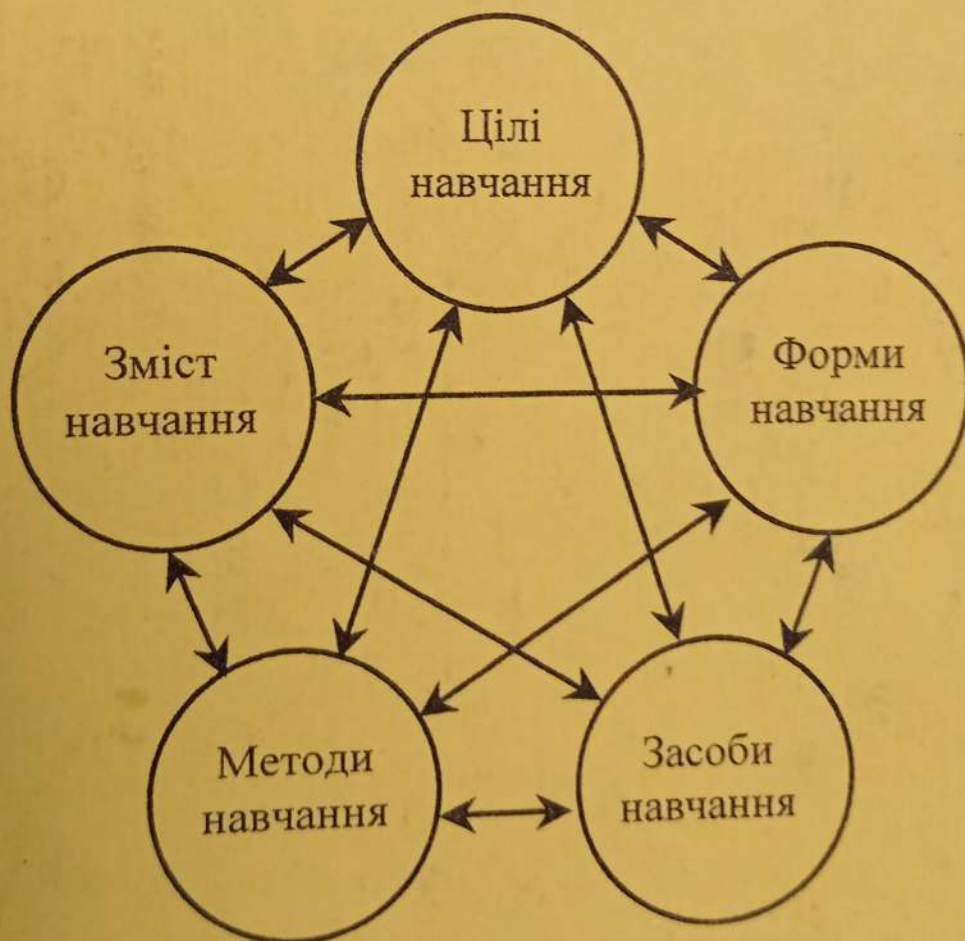 Цілі
навчання
Зміст
навчання
Форми
навчання
Методи
навчання
Засоби
навчання